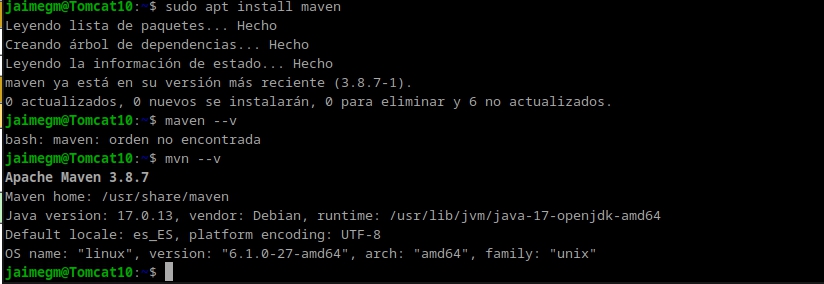 jaimegm@Tomcat10:~$ sudo apt install maven
Leyendo lista de paquetes... Hecho
Creando árbol de dependencias... Hecho
Leyendo la información de estado... Hecho
maven ya está en su versión más reciente (3.8.7-1).
0 actualizados, 0 nuevos se instalarán, 0 para eliminar y 6 no actualizados.
jaimegm@Tomcat10:~$ maven --v
bash: maven: orden no encontrada
jaimegm@Tomcat10:~$ mvn --v
Apache Maven 3.8.7
Maven home: /usr/share/maven
Java version: 17.0.13, vendor: Debian, runtime: /usr/lib/jvm/java-17-openjdk-amd64
Default locale: es_ES, platform encoding: UTF-8
OS name: "linux", version: "6.1.0-27-amd64", arch: "amd64", family: "unix"
jaimegm@Tomcat10:~$